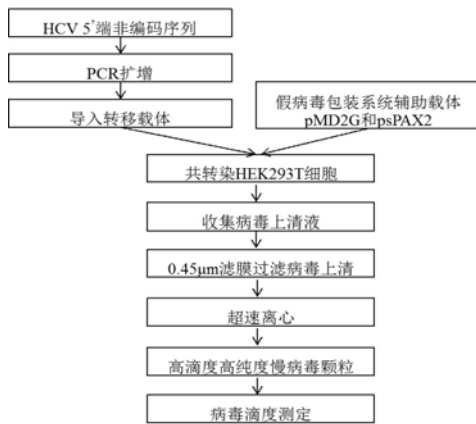 HCV 5’端非编码序列
PCR扩增
导入转移载体
假病毒包装系统辅助载体
pMD2G和psPAX2
共转染HEK293T细胞
收集病毒上清液
0.45μm滤膜过滤病毒上清
超速离心
高滴度高纯度慢病毒颗粒
病毒滴度测定